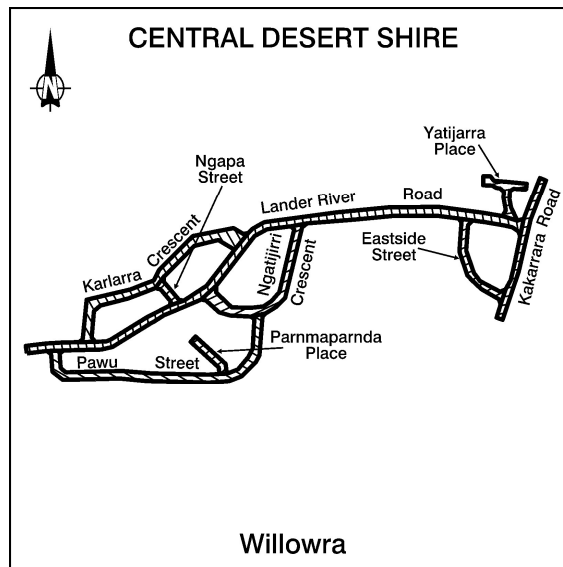 CENTRAL DESERT SHIRE
N
Yatijarra
Place
Ngapa
Street
Lander River Road
Karlarra Crescent
Ngatijirri
Crescent
Eastside
Street
Kakarrara Road
Parnmaparnda
Place
Pawu Street
Willowra